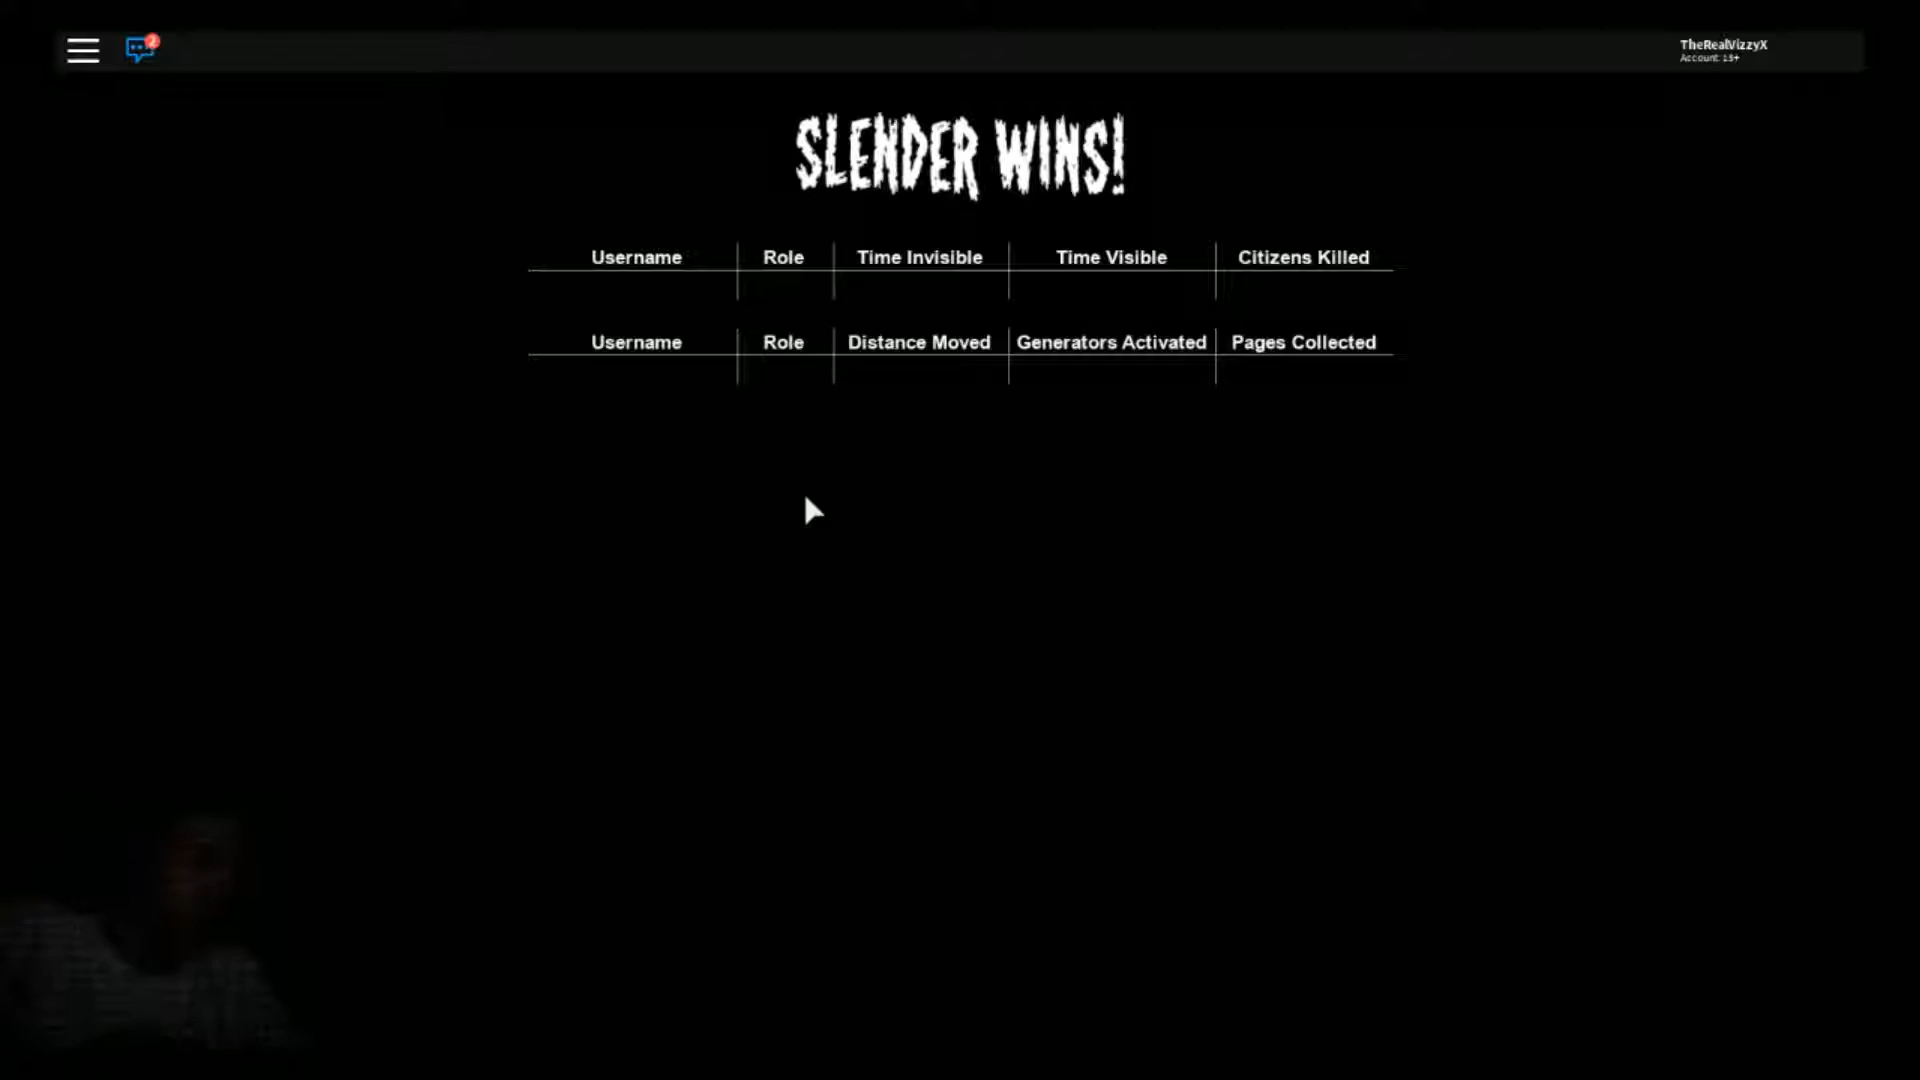 2
TheRealVizzyX
Account: 13+
SLENDER WINS!
Username Role Time Invisible Time Visible Citizens Killed
Username Role Distance Moved Generators Activated Pages Collected